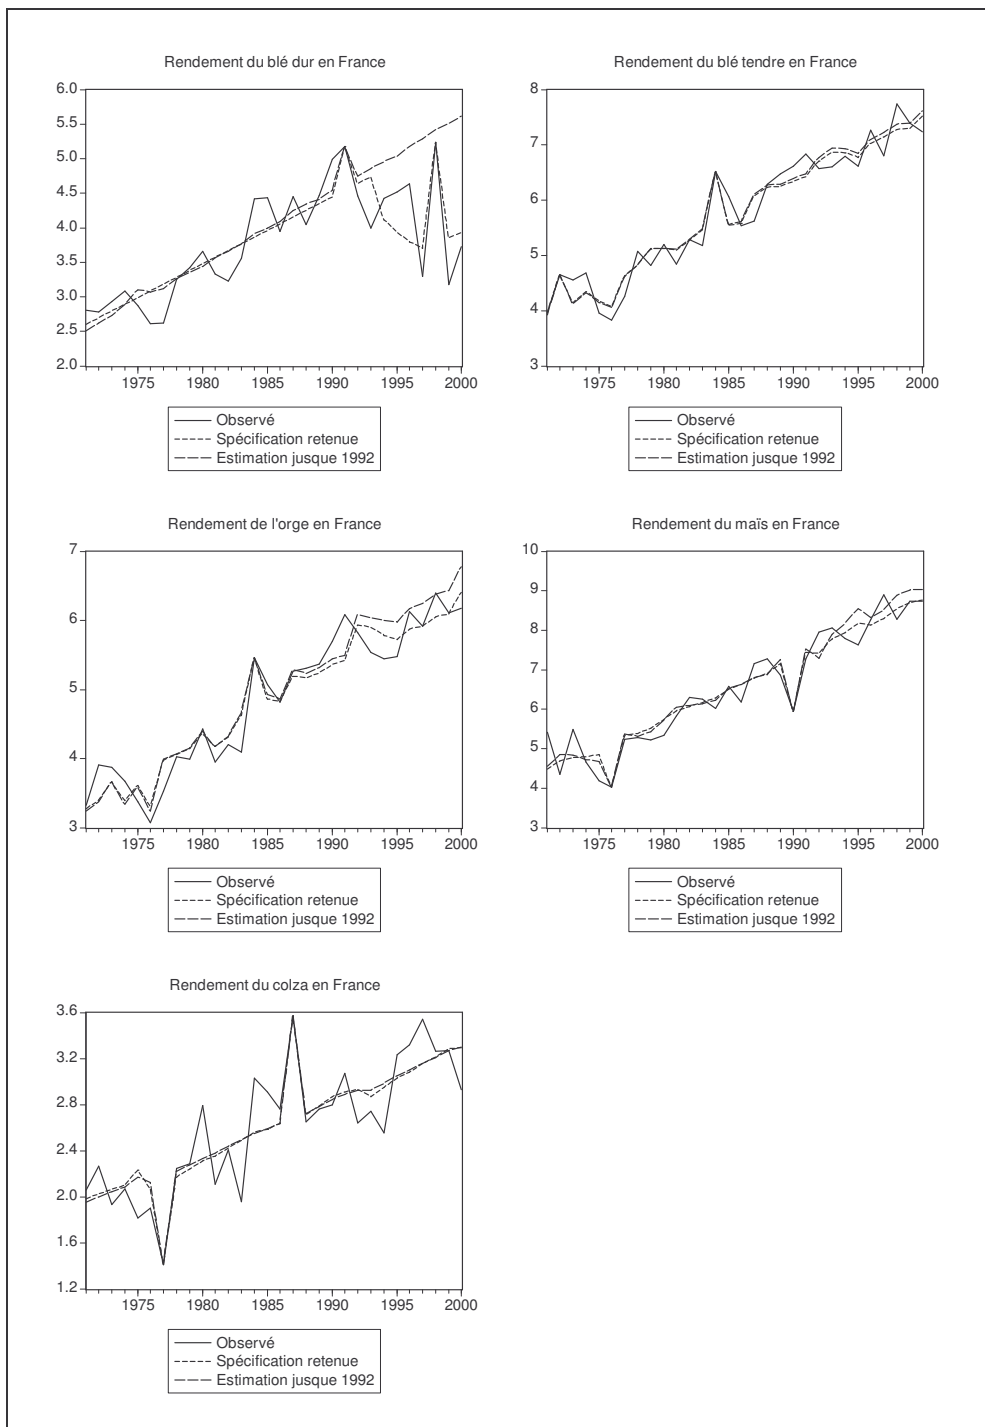 Rendement du blé dur en France
6.0
5.5
5.0
4.5
4.0
3.5
3.0
2.5
2.0
1975 1980 1985 1990 1995 2000
Observé
Spécification retenue
Estimation jusque 1992
Rendement du blé tendre en France
8
7
6
5
4
3
1975 1980 1985 1990 1995 2000
Observé
Spécification retenue
Estimation jusque 1992
Rendement de l'orge en France
7
6
5
4
3
1975 1980 1985 1990 1995 2000
Observé
Spécification retenue
Estimation jusque 1992
Rendement du maïs en France
10
9
8
7
6
5
4
3
1975 1980 1985 1990 1995 2000
Observé
Spécification retenue
Estimation jusque 1992
Rendement du colza en France
3.6
3.2
2.8
2.4
2.0
1.6
1.2
1975 1980 1985 1990 1995 2000
Observé
Spécification retenue
Estimation jusque 1992